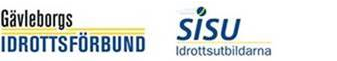 Gävleborgs
IDROTTSFÖRBUND
SISU
Idrottsutbildarna